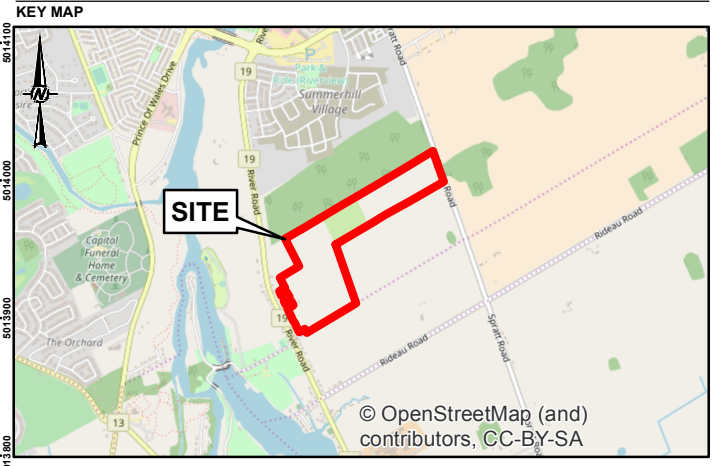 KEY MAP
5014100
5014000
5013900
5013800
N
19
Park &
Ride (Riverview)
Summerhill
Village
Spratt Road
Prince Of Wales Drive
19
River Road
SITE
Road
Rideau Road
Capital
Funeral
Home
& Cemetery
19
River Road
The Orchard
Spratt Road
Rideau Road
13
© OpenStreetMap (and)
contributors, CC-BY-SA